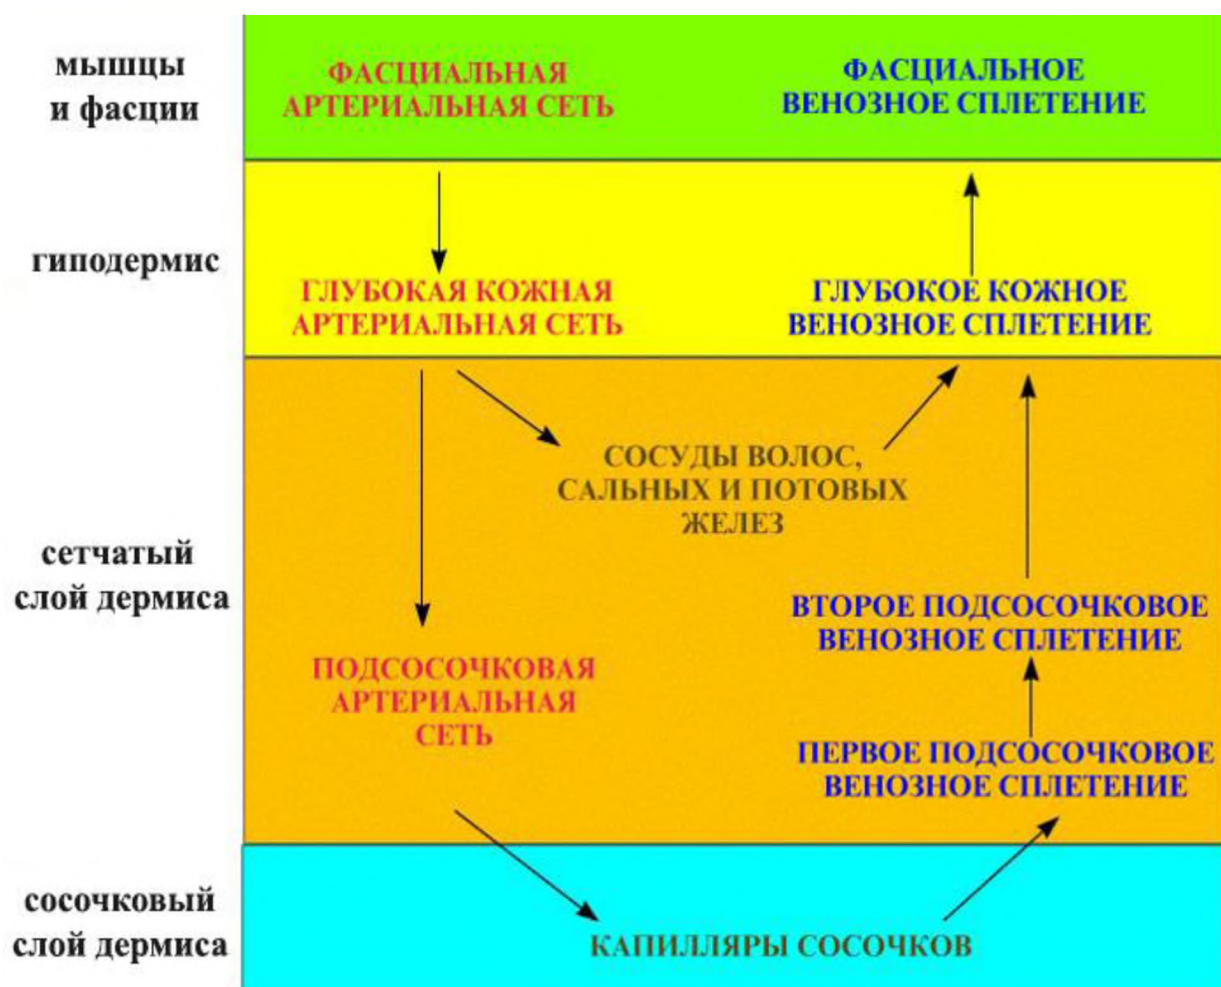 мышцы
и фасции
ФАСЦИАЛЬНАЯ
АРТЕРИАЛЬНАЯ СЕТЬ
ФАСЦИАЛЬНОЕ
ВЕНОЗНОЕ СПЛЕТЕНИЕ
гиподермис
ГЛУБОКАЯ КОЖНАЯ
АРТЕРИАЛЬНАЯ СЕТЬ
ГЛУБОКОЕ КОЖНОЕ
ВЕНОЗНОЕ СПЛЕТЕНИЕ
СОСУДЫ ВОЛОС,
САЛЬНЫХ И ПОТОВЫХ
ЖЕЛЕЗ
сетчатый
слой дермиса
ВТОРОЕ ПОДСОСОЧКОВОЕ
ВЕНОЗНОЕ СПЛЕТЕНИЕ
ПОДСОСОЧКОВАЯ
АРТЕРИАЛЬНАЯ
СЕТЬ
ПЕРВОЕ ПОДСОСОЧКОВОЕ
ВЕНОЗНОЕ СПЛЕТЕНИЕ
сосочковый
слой дермиса
КАПИЛЛЯРЫ СОСОЧКОВ